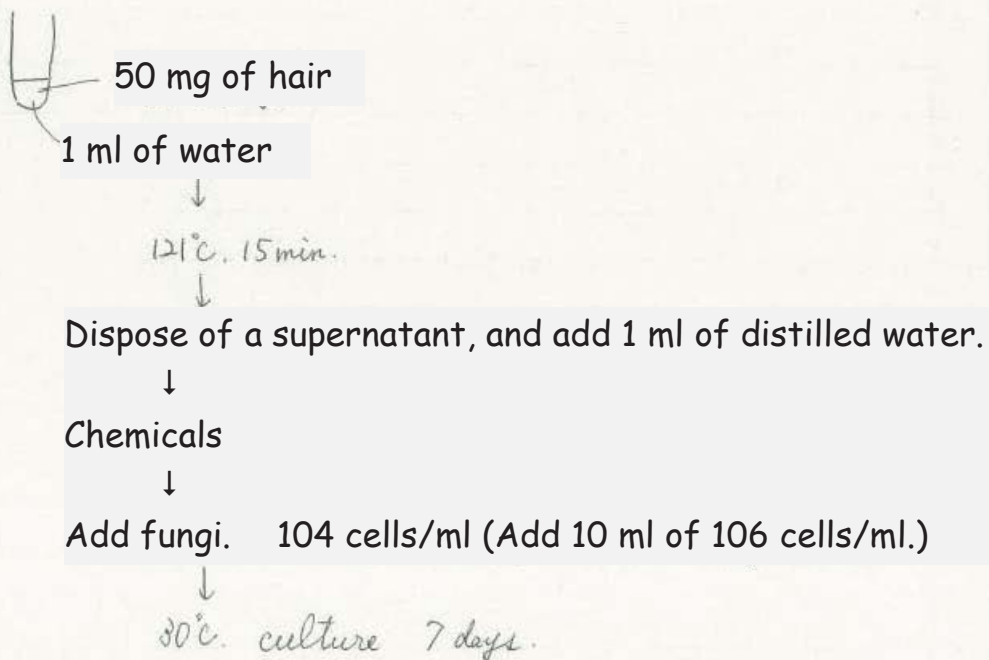 50 mg of hair
1 ml of water
↓
121°C. 15 min.
↓
Dispose of a supernatant, and add 1 ml of distilled water.
↓
Chemicals
↓
Add fungi. 104 cells/ml (Add 10 ml of 106 cells/ml.)
↓
30°C. culture 7 days.